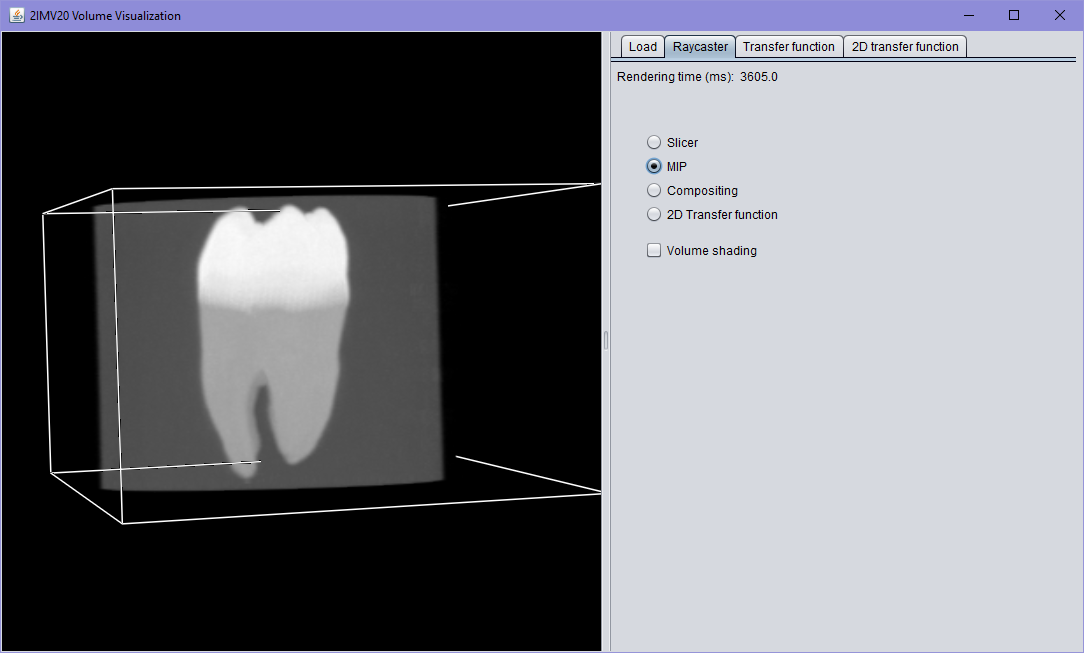 2IMV20 Volume Visualization
Load Raycaster Transfer function 2D transfer function
Rendering time (ms): 3605.0
Slicer
MIP
Compositing
2D Transfer function
Volume shading